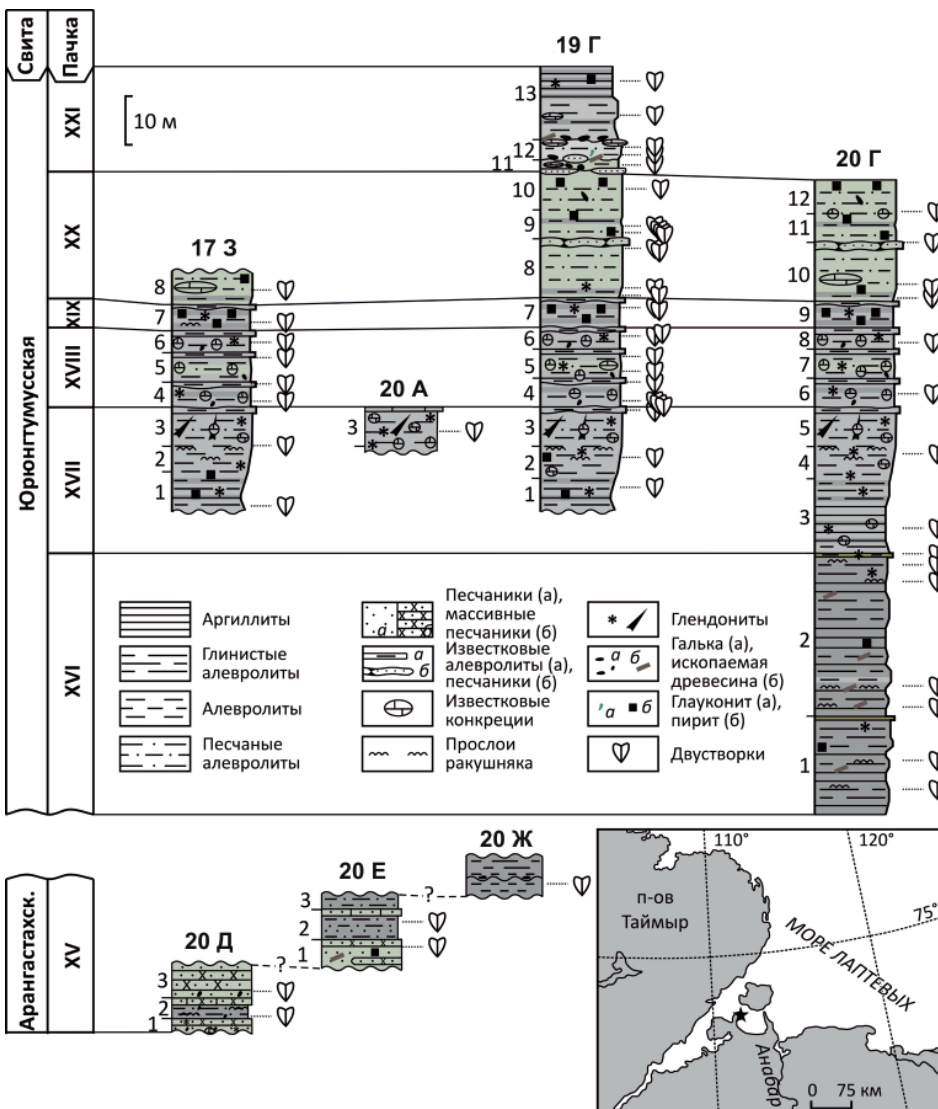 Свита
Пачка
Юрюнгтумусская
XXI
XX
XIX
XVIII
XVII
XVI
10 м
17 З
8
7
6
5
4
3
2
1
20 А
3
19 Г
13
12
11
10
9
8
7
6
5
4
3
2
1
20 Г
12
11
10
9
8
7
6
5
4
3
2
1
Аргиллиты
Глинистые
алевролиты
Алевролиты
Песчаные
алевролиты
а б
Песчаники (а),
массивные
песчаники (б)
а
б
Известковые
алевролиты (а),
песчаники (б)
Известковые
конкреции
Прослои
ракушняка
Глендониты
а б
Галька (а),
ископаемая
древесина (б)
а б
Глауконит (а),
пирит (б)
Двустворки
Арангастахск.
XV
20 Д
3
2
1
?
20 Е
3
2
1
?
20 Ж
110°
120°
75°
п-ов
Таймыр
МОРЕ ЛАПТЕВЫХ
Анабар
0 75 км